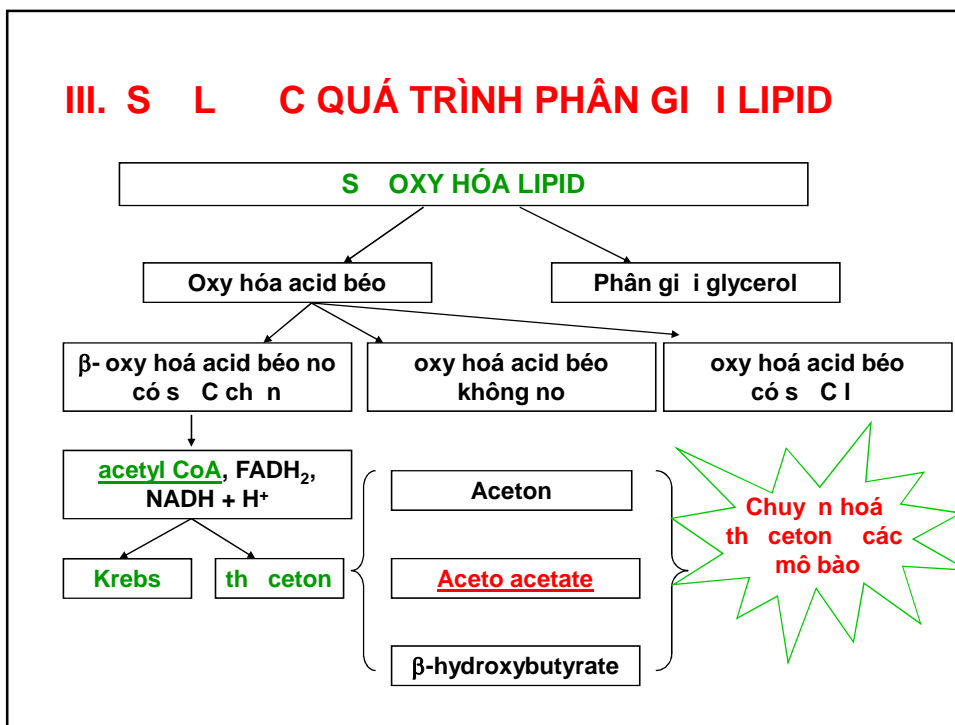 III. S L C QUÁ TRÌNH PHÂN GI I LIPID
S OXY HÓA LIPID
Oxy hóa acid béo
Phân gi i glycerol
β- oxy hoá acid béo no
có s C ch n
oxy hoá acid béo
không no
oxy hoá acid béo
có s C l
acetyl CoA, FADH₂,
NADH + H⁺
Krebs
th ceton
Aceton
Aceto acetate
β-hydroxybutyrate
Chuy n hoá
th ceton các
mô bào